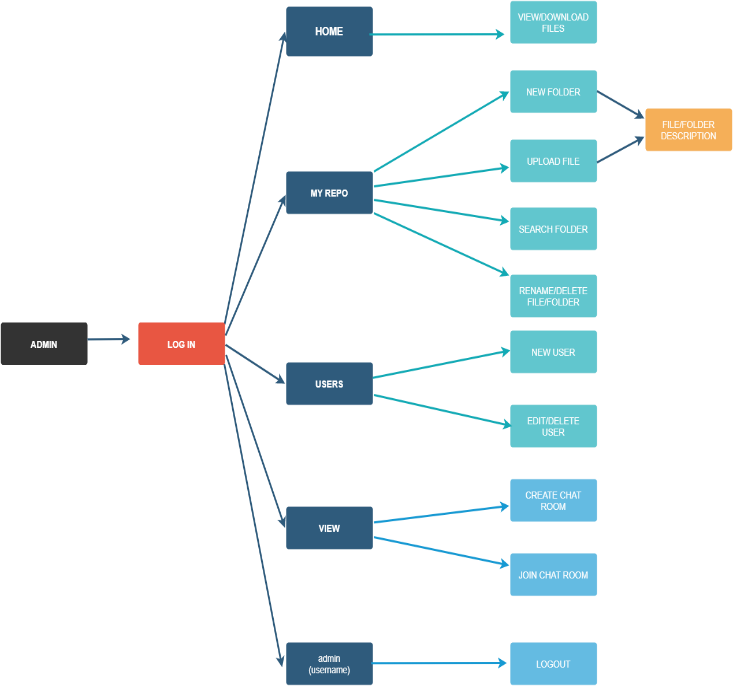 HOME
VIEW/DOWNLOAD
FILES
NEW FOLDER
FILE/FOLDER
DESCRIPTION
UPLOAD FILE
MY REPO
SEARCH FOLDER
RENAME/DELETE
FILE/FOLDER
ADMIN
LOG IN
NEW USER
USERS
EDIT/DELETE
USER
CREATE CHAT
ROOM
VIEW
JOIN CHAT ROOM
admin
(username)
LOGOUT